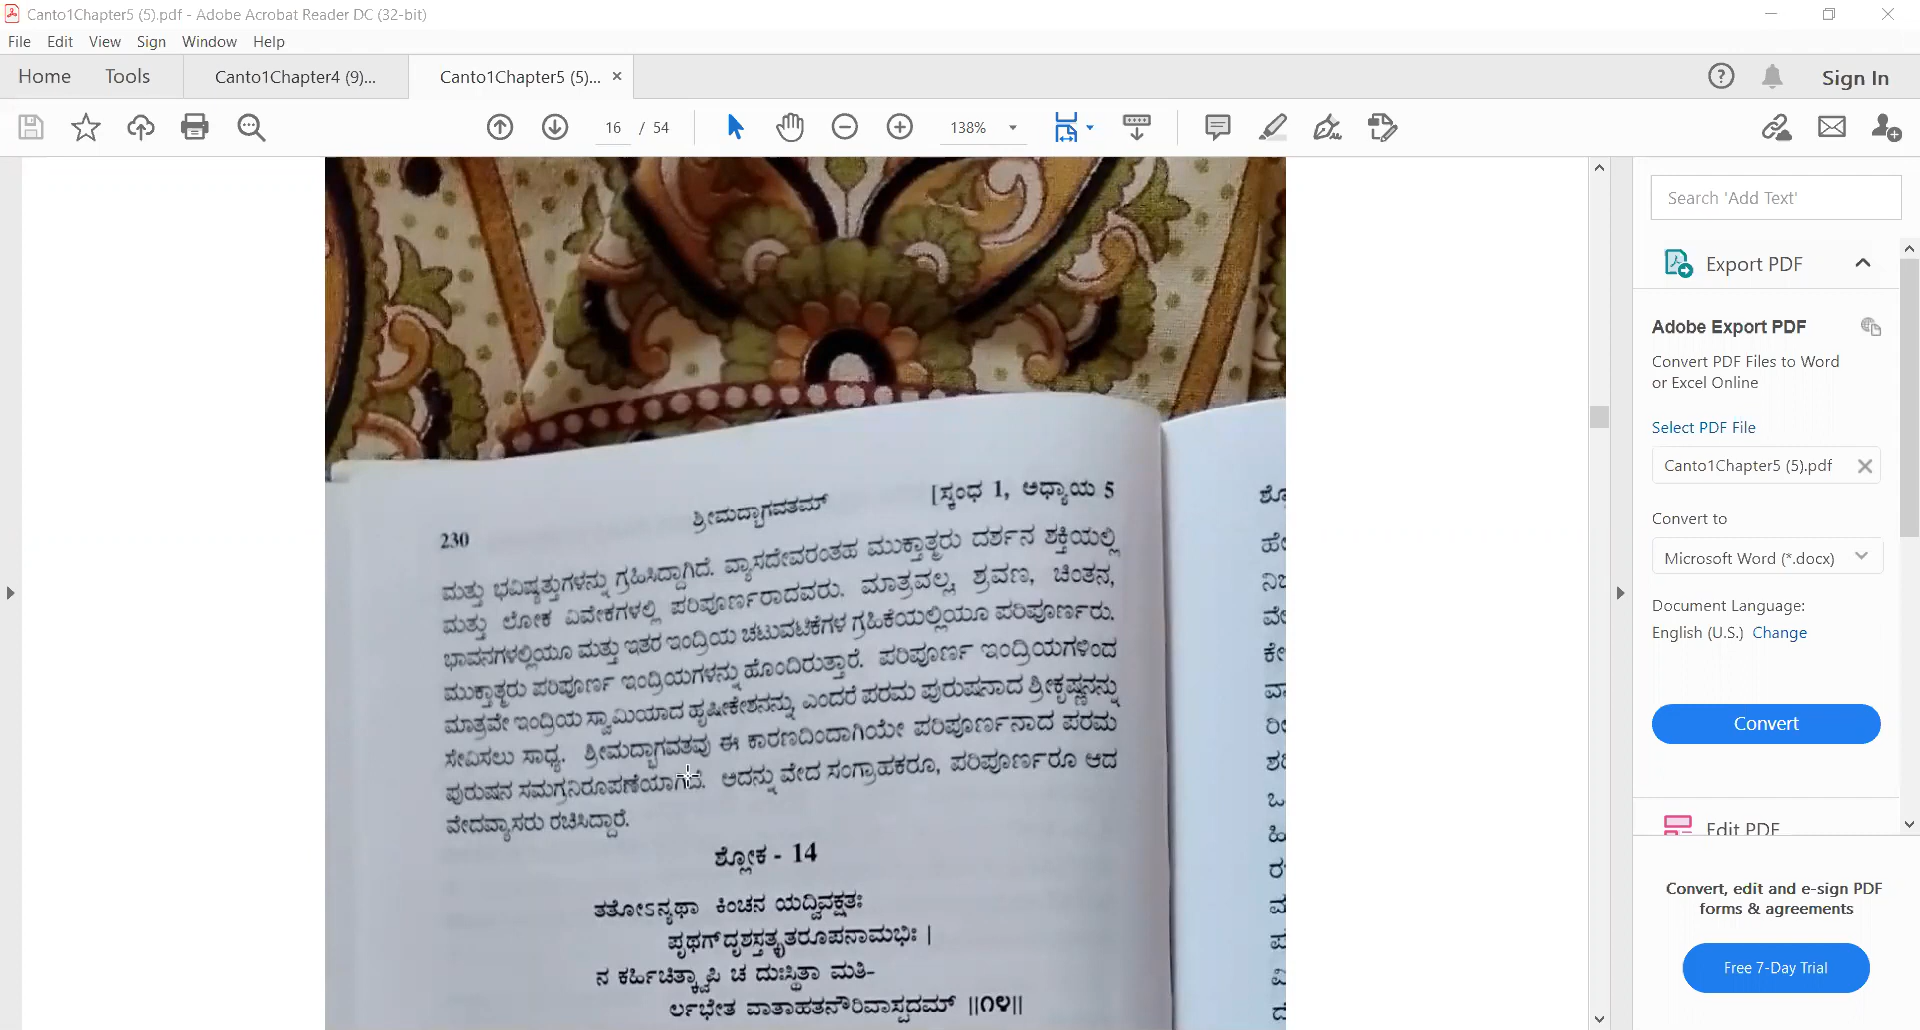 Canto1Chapter5 (5).pdf - Adobe Acrobat Reader DC (32-bit)
File Edit View Sign Window Help
Home Tools Canto1Chapter4 (9)... Canto1Chapter5 (5)... × Sign In
16 / 54 138%
Search 'Add Text'
Export PDF
Adobe Export PDF
Convert PDF Files to Word
or Excel Online
Select PDF File
Canto1Chapter5 (5).pdf
Convert to
Microsoft Word (*.docx)
Document Language:
English (U.S.) Change
Convert
Edit PDF
Convert, edit and e-sign PDF
forms & agreements
Free 7-Day Trial
230 ಶ್ರೀಮದ್ಭಾಗವತಮ್ [ಸ್ಕಂಧ 1, ಅಧ್ಯಾಯ 5
ಮತ್ತು ಭವಿಷ್ಯತ್ತುಗಳನ್ನು ಗ್ರಹಿಸಿದ್ದಾಗಿದೆ. ವ್ಯಾಸದೇವರಂತಹ ಮುಕ್ತಾತ್ಮರು ದರ್ಶನ ಶಕ್ತಿಯಲ್ಲಿ
ಮತ್ತು ಲೋಕ ವಿವೇಕಗಳಲ್ಲಿ ಪರಿಪೂರ್ಣರಾದವರು. ಮಾತ್ರವಲ್ಲ, ಶ್ರವಣ, ಚಿಂತನ,
ಭಾವನಗಳಲ್ಲಿಯೂ ಮತ್ತು ಇತರ ಇಂದ್ರಿಯ ಚಟುವಟಿಕೆಗಳ ಗ್ರಹಿಕೆಯಲ್ಲಿಯೂ ಪರಿಪೂರ್ಣರು.
ಮುಕ್ತಾತ್ಮರು ಪರಿಪೂರ್ಣ ಇಂದ್ರಿಯಗಳನ್ನು ಹೊಂದಿರುತ್ತಾರೆ. ಪರಿಪೂರ್ಣ ಇಂದ್ರಿಯಗಳಿಂದ
ಮಾತ್ರವೇ ಇಂದ್ರಿಯ ಸ್ವಾಮಿಯಾದ ಹೃಷೀಕೇಶನನ್ನು, ಎಂದರೆ ಪರಮ ಪುರುಷನಾದ ಶ್ರೀಕೃಷ್ಣನನ್ನು
ಸೇವಿಸಲು ಸಾಧ್ಯ. ಶ್ರೀಮದ್ಭಾಗವತವು ಈ ಕಾರಣದಿಂದಾಗಿಯೇ ಪರಿಪೂರ್ಣನಾದ ಪರಮ
ಪುರುಷನ ಸಮಗ್ರನಿರೂಪಣೆಯಾಗಿದೆ. ಅದನ್ನು ವೇದ ಸಂಗ್ರಾಹಕರೂ, ಪರಿಪೂರ್ಣರೂ ಆದ
ವೇದವ್ಯಾಸರು ರಚಿಸಿದ್ದಾರೆ.
ಶ್ಲೋಕ - 14
ತತೋಽನ್ಯಥಾ ಕಿಂಚನ ಯದ್ವಿವಕ್ಷತಃ
ಪೃಥಗ್‌ದೃಶಸ್ತತ್ಕೃತರೂಪನಾಮಭಿಃ |
ನ ಕರ್ಹಿಚಿತ್ಕ್ವಾಪಿ ಚ ದುಃಸ್ಥಿತಾ ಮತಿ-
ರ್ಲಭೇತ ವಾತಾಹತನೌರಿವಾಸ್ಪದಮ್ ||೧೪||